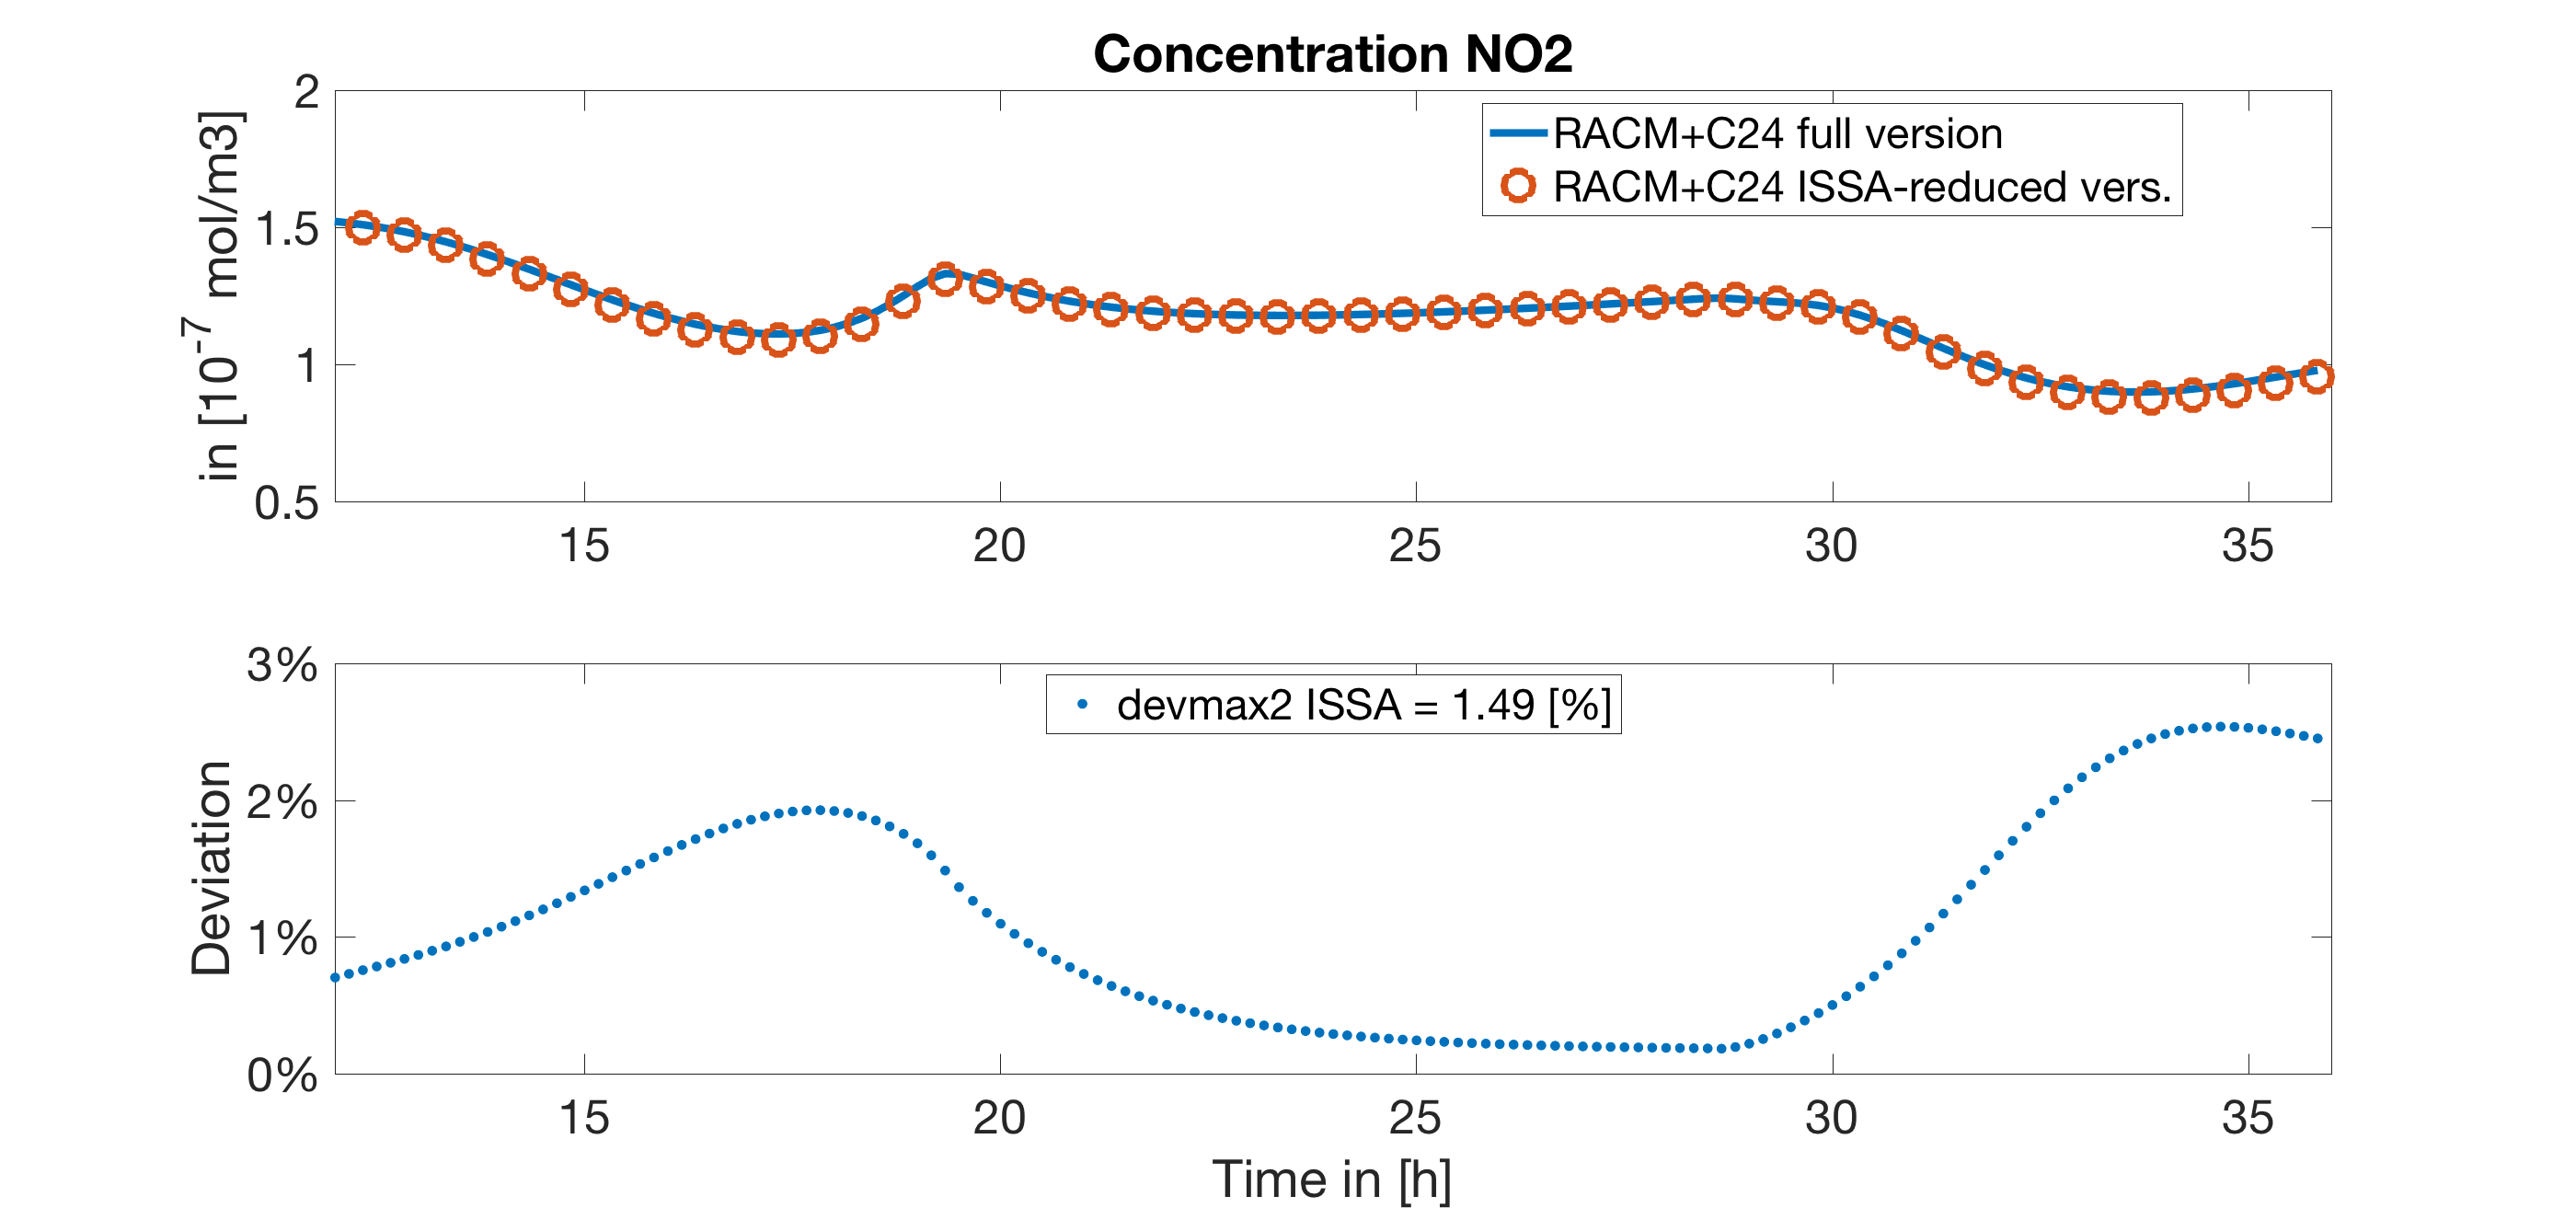 Concentration NO2
in [10-7 mol/m3]
2
1.5
1
0.5
RACM+C24 full version
RACM+C24 ISSA-reduced vers.
15 20 25 30 35
Deviation
3%
2%
1%
0%
devmax2 ISSA = 1.49 [%]
15 20 25 30 35
Time in [h]